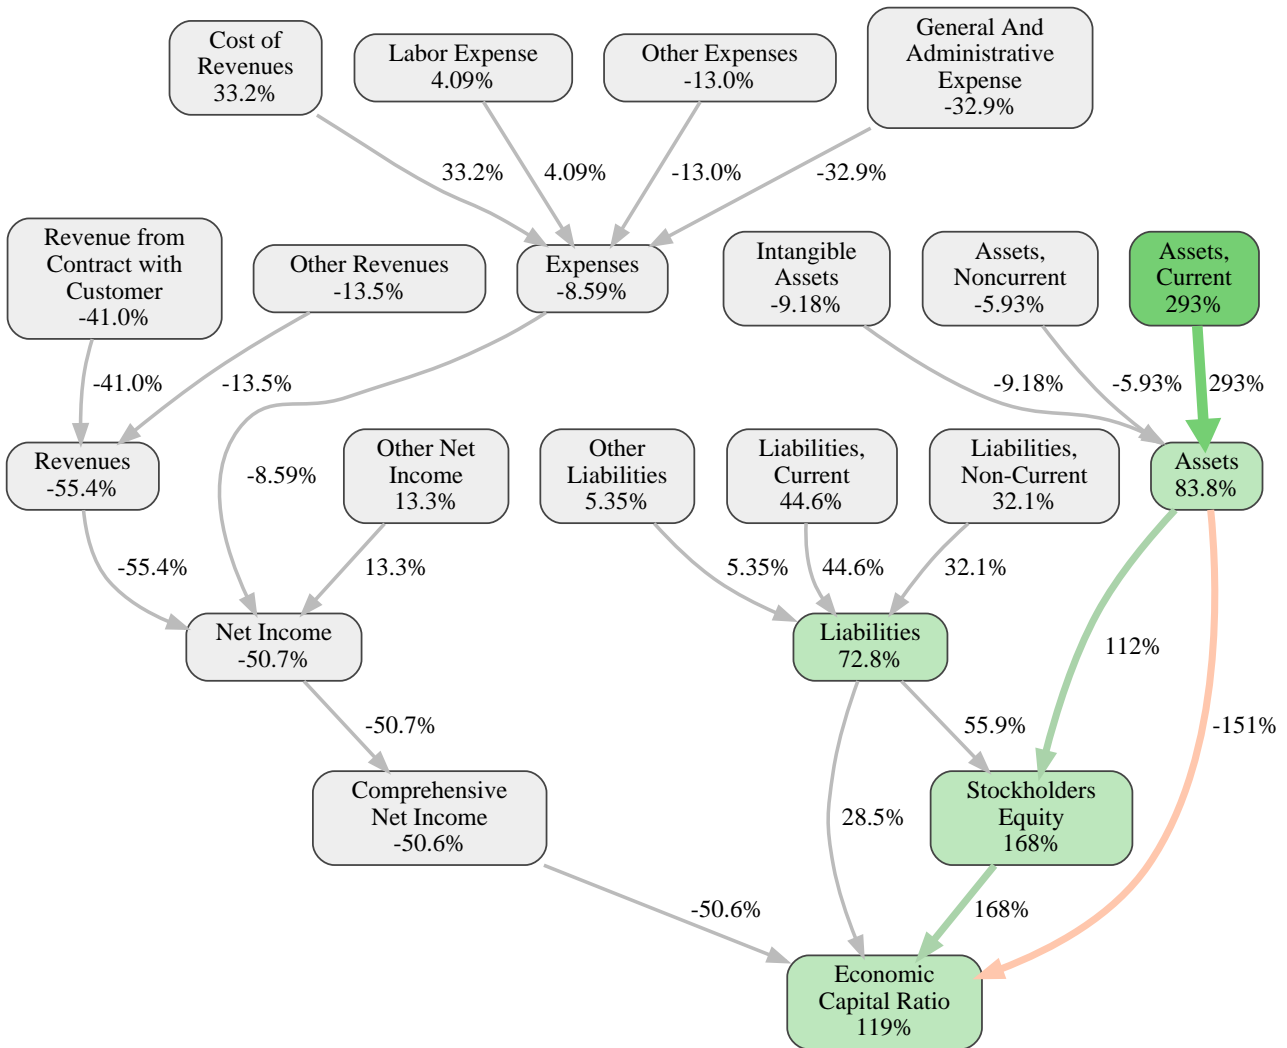 Cost of
Revenues
33.2%
Labor Expense
4.09%
Other Expenses
-13.0%
General And
Administrative
Expense
-32.9%
33.2%
4.09%
-13.0%
-32.9%
Revenue from
Contract with
Customer
-41.0%
Other Revenues
-13.5%
Expenses
-8.59%
Intangible
Assets
-9.18%
Assets,
Noncurrent
-5.93%
Assets,
Current
293%
-41.0%
-13.5%
-9.18%
-5.93%
293%
Revenues
-55.4%
-8.59%
Other Net
Income
13.3%
Other
Liabilities
5.35%
Liabilities,
Current
44.6%
Liabilities,
Non-Current
32.1%
Assets
83.8%
-55.4%
13.3%
5.35%
44.6%
32.1%
Net Income
-50.7%
Liabilities
72.8%
112%
-50.7%
55.9%
-151%
Comprehensive
Net Income
-50.6%
28.5%
Stockholders
Equity
168%
-50.6%
168%
Economic
Capital Ratio
119%